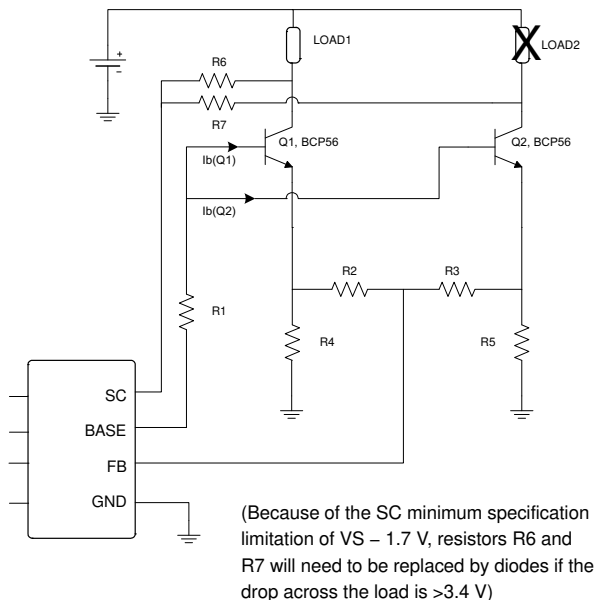 +
−
LOAD1
X LOAD2
R6
R7
Q1, BCP56
Q2, BCP56
Ib(Q1)
Ib(Q2)
R2
R3
R1
R4
R5
SC
BASE
FB
GND
(Because of the SC minimum specification
limitation of VS − 1.7 V, resistors R6 and
R7 will need to be replaced by diodes if the
drop across the load is >3.4 V)